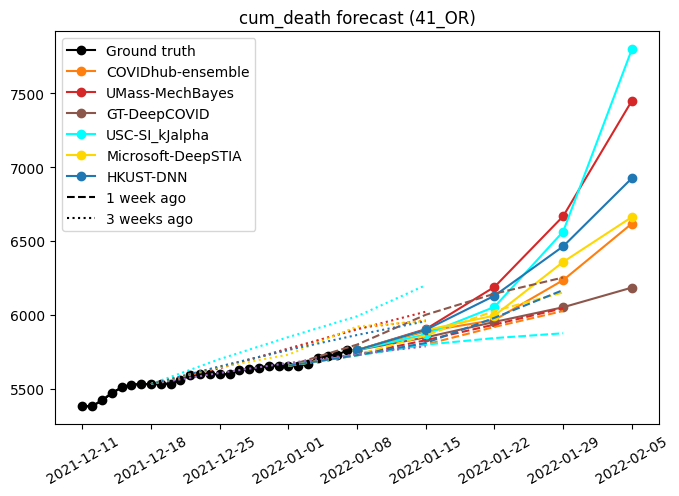 cum_death forecast (41_OR)
Ground truth
COVIDhub-ensemble
UMass-MechBayes
GT-DeepCOVID
USC-SI_kJalpha
Microsoft-DeepSTIA
HKUST-DNN
1 week ago
3 weeks ago
7500
7000
6500
6000
5500
2021-12-11
2021-12-18
2021-12-25
2022-01-01
2022-01-08
2022-01-15
2022-01-22
2022-01-29
2022-02-05